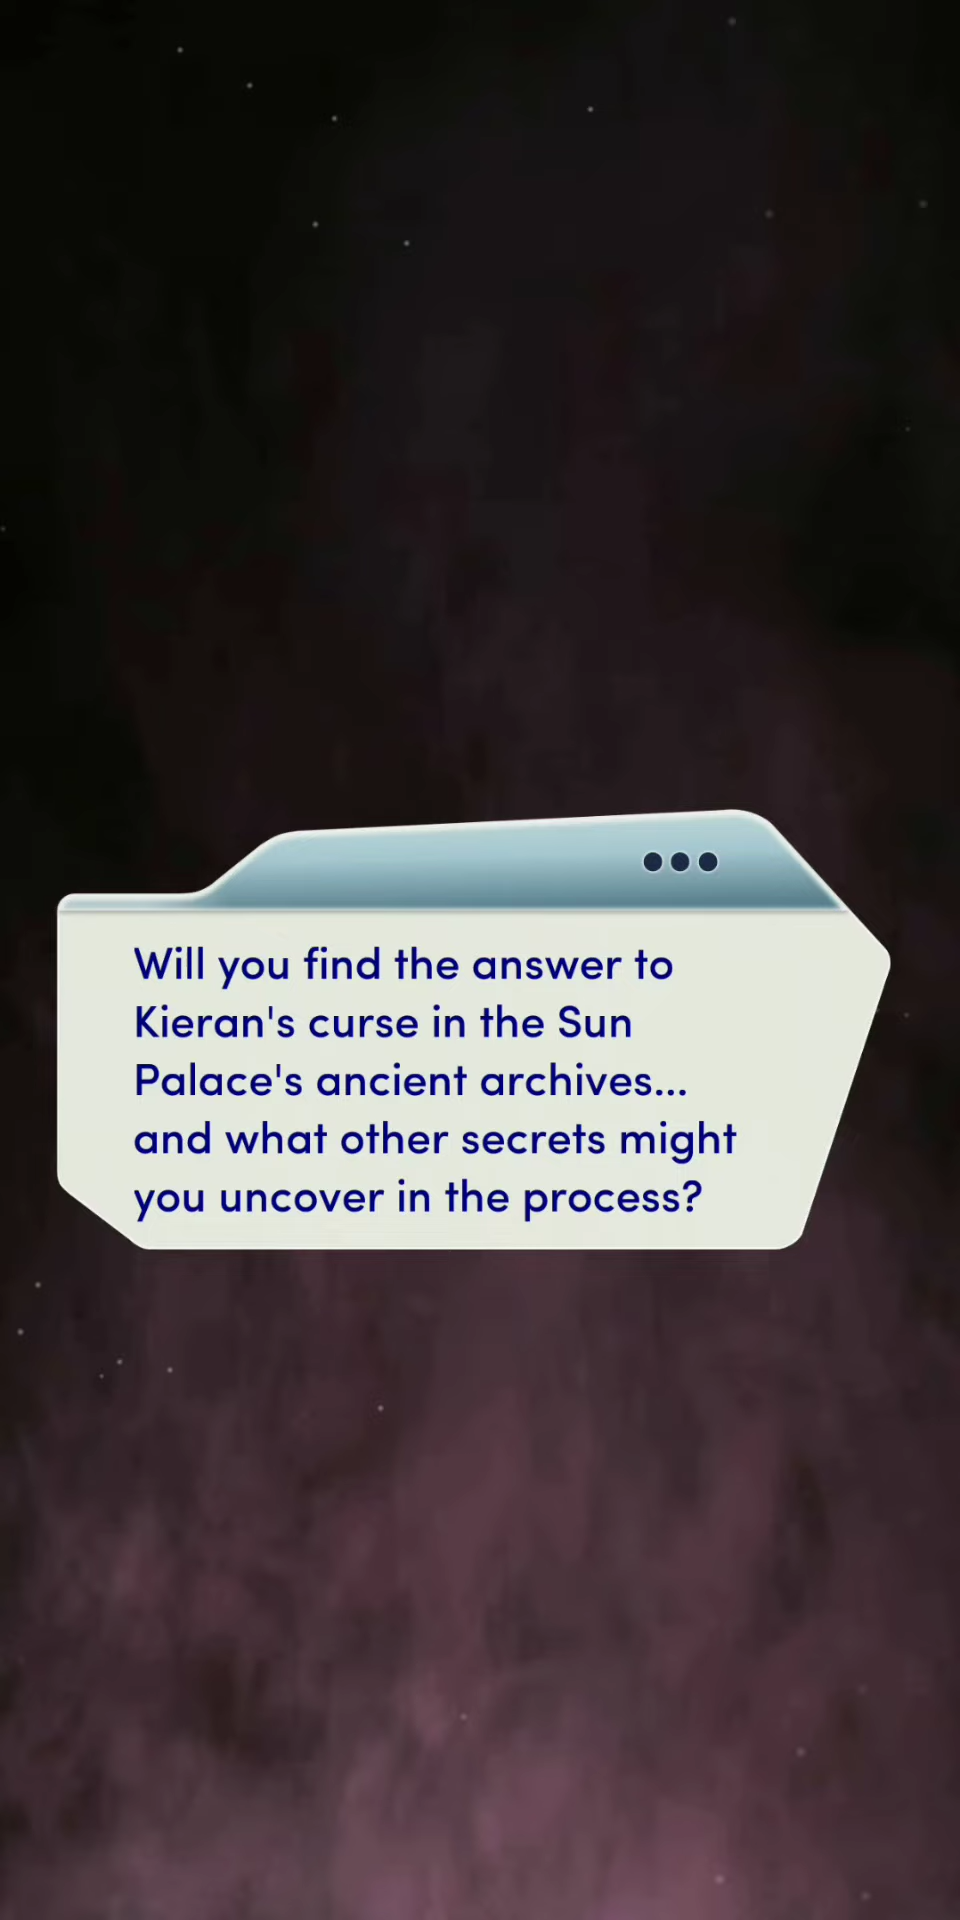 Will you find the answer to
Kieran's curse in the Sun
Palace's ancient archives...
and what other secrets might
you uncover in the process?